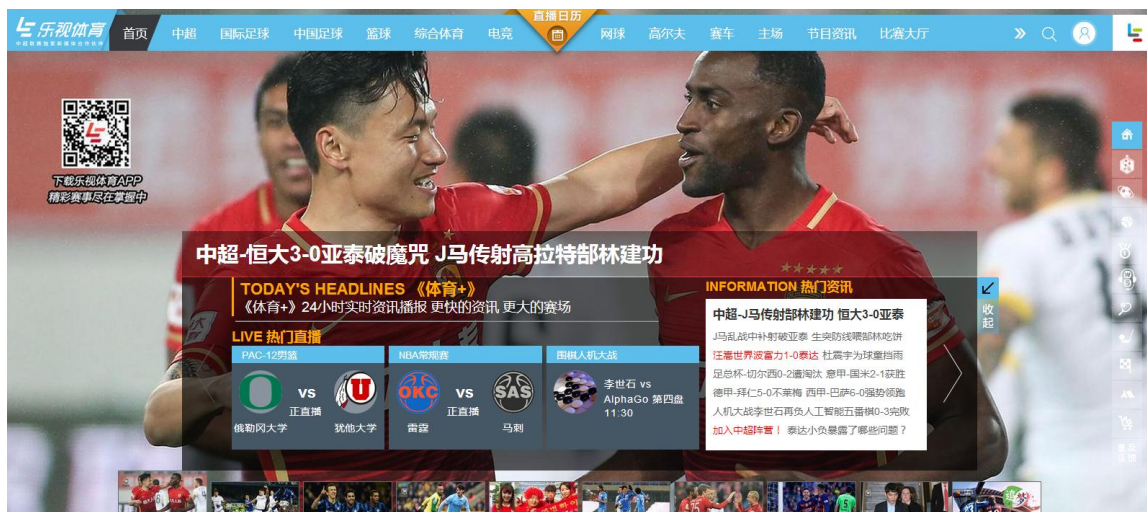 乐视体育
首页 中超 国际足球 中国足球 篮球 综合体育 电竞 直播日历 网球 高尔夫 赛车 主场 节目资讯 比赛大厅
下载乐视体育APP
精彩赛事尽在掌握中
中超-恒大3-0亚泰破魔咒 J马传射高拉特郜林建功
TODAY'S HEADLINES 《体育+》
《体育+》24小时实时资讯播报 更快的资讯 更大的赛场
LIVE 热门直播
PAC-12男篮
VS
正直播
俄勒冈大学 犹他大学
NBA常规赛
OKC VS SAS
正直播
雷霆 马刺
围棋人机大战
李世石 vs
AlphaGo 第四盘
11:30
INFORMATION 热门资讯
中超-J马传射郜林建功 恒大3-0亚泰
J马乱战中补射破亚泰 生突防线喂郜林吃饼
汪嵩世界波富力1-0泰达 杜震宇为球童挡雨
足总杯-切尔西0-2遭淘汰 意甲-国米2-1获胜
德甲-拜仁5-0不莱梅 西甲-巴萨6-0强势领跑
人机大战李世石再负人工智能五番棋0-3完败
加入中超阵营！ 泰达小负暴露了哪些问题？
收起